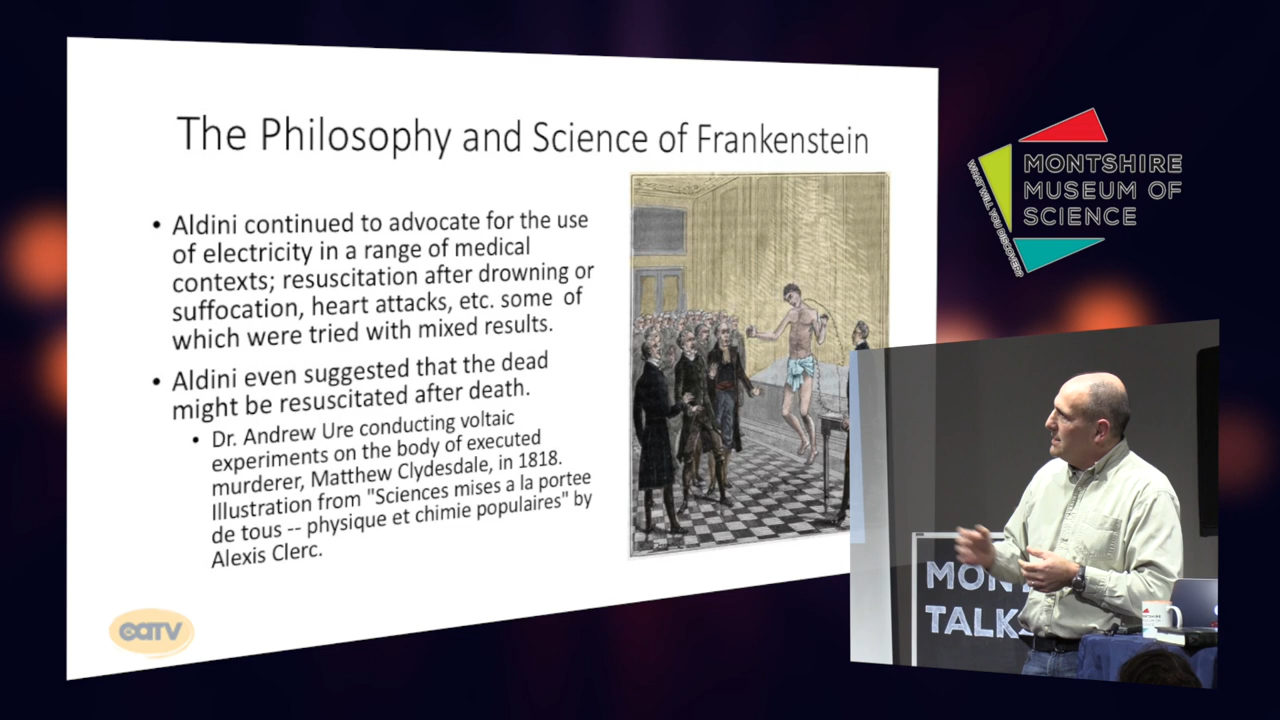 The Philosophy and Science of Frankenstein
• Aldini continued to advocate for the use
of electricity in a range of medical
contexts; resuscitation after drowning or
suffocation, heart attacks, etc. some of
which were tried with mixed results.
• Aldini even suggested that the dead
might be resuscitated after death.
• Dr. Andrew Ure conducting voltaic
experiments on the body of executed
murderer, Matthew Clydesdale, in 1818.
Illustration from "Sciences mises a la portee
de tous -- physique et chimie populaires" by
Alexis Clerc.
CATV
MONTSHIRE
MUSEUM OF
SCIENCE
WHAT WILL YOU DISCOVER?
MON
TALKS